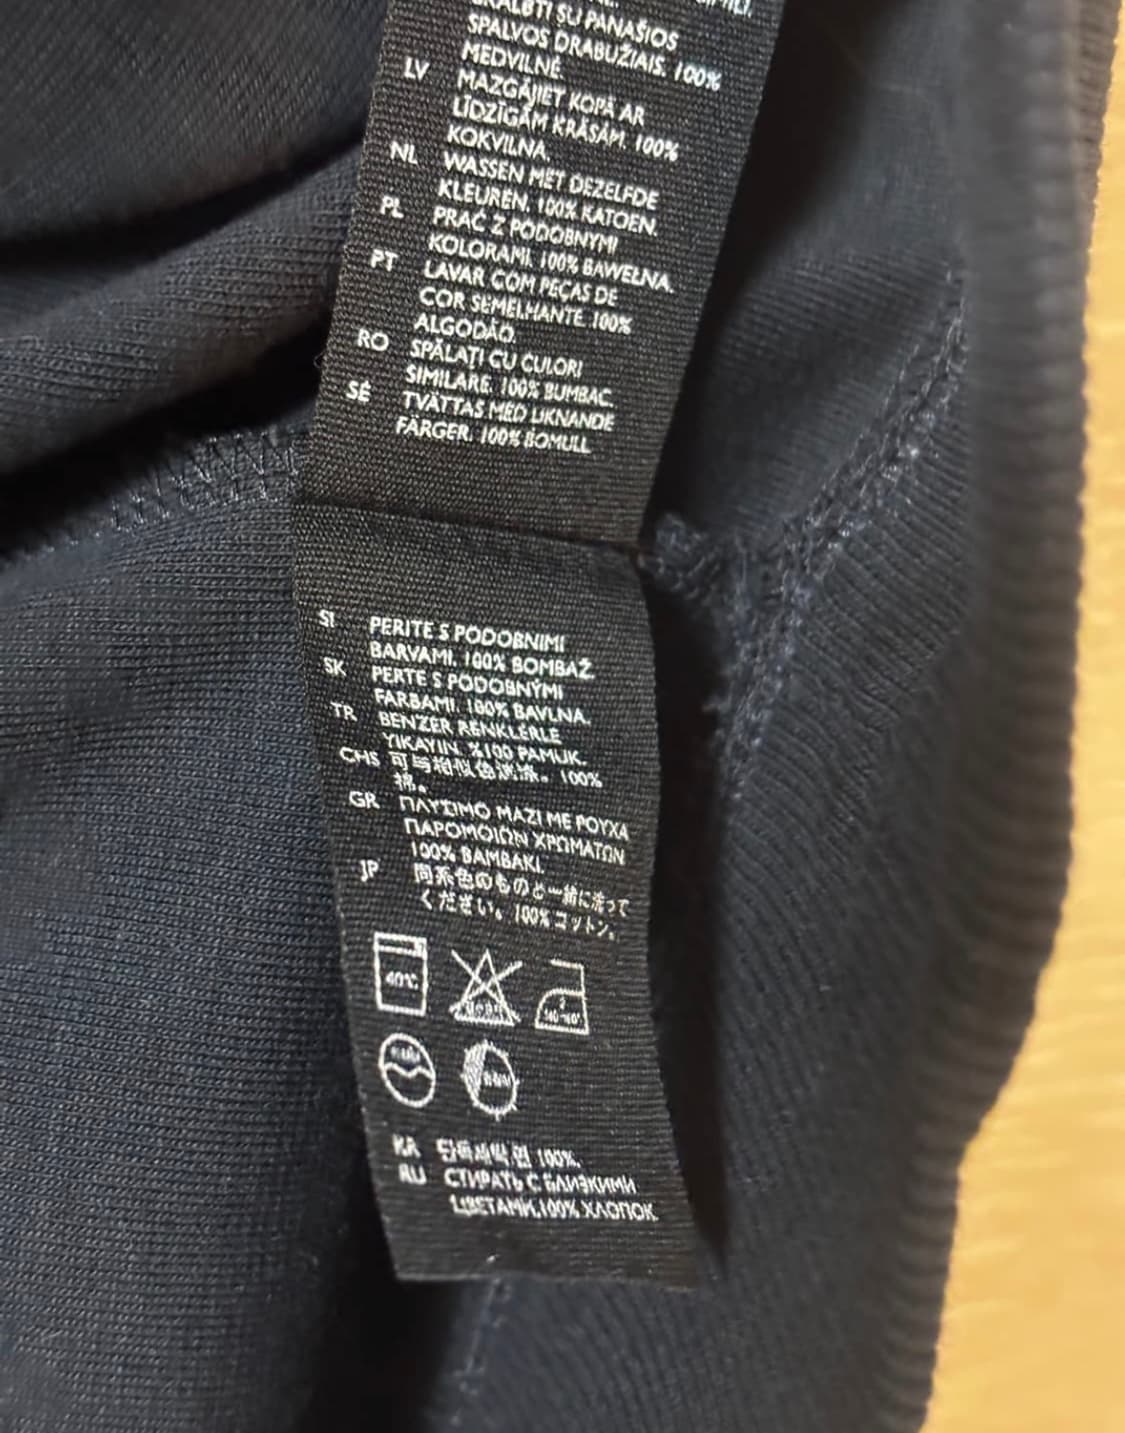 SU PANAŠIOS
SPALVOS DRABUŽIAIS. 100%
MEDVILNĖ
LV MAZGĀJIET KOPĀ AR
LĪDZĪGĀM KRĀSĀM. 100%
KOKVILNA.
NL WASSEN MET DEZELFDE
KLEUREN. 100% KATOEN.
PL PRAĆ Z PODOBNYMI
KOLORAMI. 100% BAWEŁNA.
PT LAVAR COM PEÇAS DE
COR SEMELHANTE. 100%
ALGODÃO.
RO SPĂLAȚI CU CULORI
SIMILARE. 100% BUMBAC
SE TVÄTTAS MED LIKNANDE
FÄRGER. 100% BOMULL
SI PERITE S PODOBNIMI
BARVAMI. 100% BOMBAŽ
SK PERTE S PODOBNÝMI
FARBAMI. 100% BAVLNA.
TR BENZER RENKLERLE
YIKAYIN. %100 PAMUK.
CHS 可与相似色洗涤。100%
棉。
GR ΠΛΥΣΙΜΟ ΜΑΖΙ ΜΕ ΡΟΥΧΑ
ΠΑΡΟΜΟΙΩΝ ΧΡΩΜΑΤΩΝ
100% ΒΑΜΒΑΚΙ.
JP 同系色のものと一緒に洗って
ください。100%コットン。
40℃
KR 100%.
RU СТИРАТЬ С БЛИЗКИМИ
ЦВЕТАМИ.100% ХЛОПОК